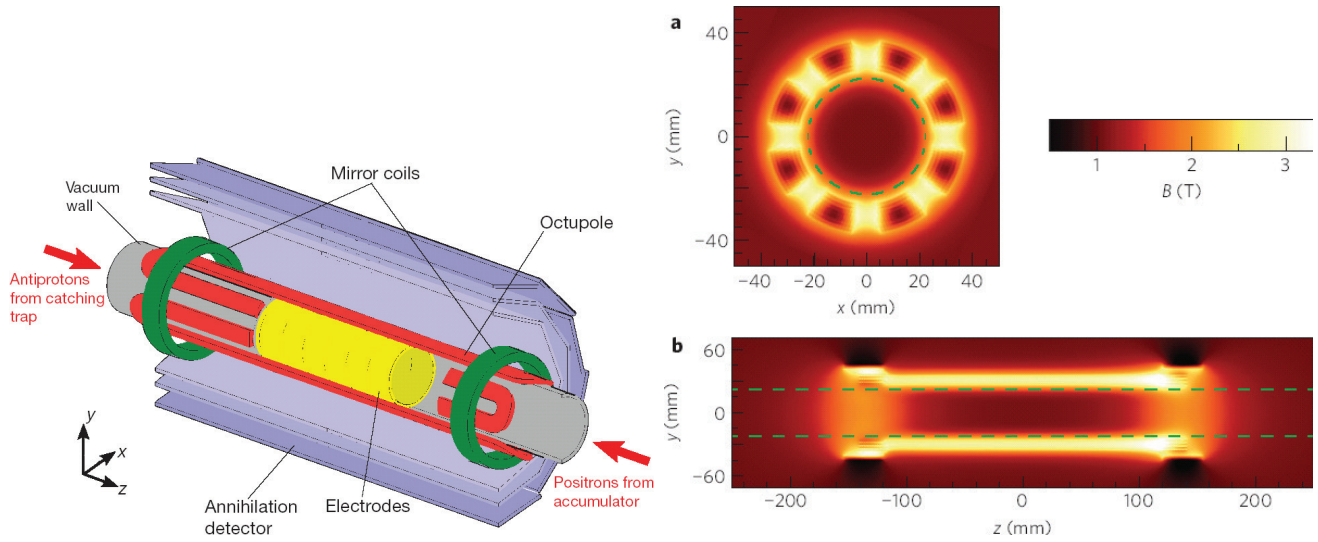 Vacuum
wall
Mirror coils
Octupole
Antiprotons
from catching
trap
y
x
z
Annihilation
detector
Electrodes
Positrons from
accumulator
a
40
20
0
−20
−40
y (mm)
−40 −20 0 20 40
x (mm)
1 2 3
B (T)
b
60
0
−60
y (mm)
−200 −100 0 100 200
z (mm)